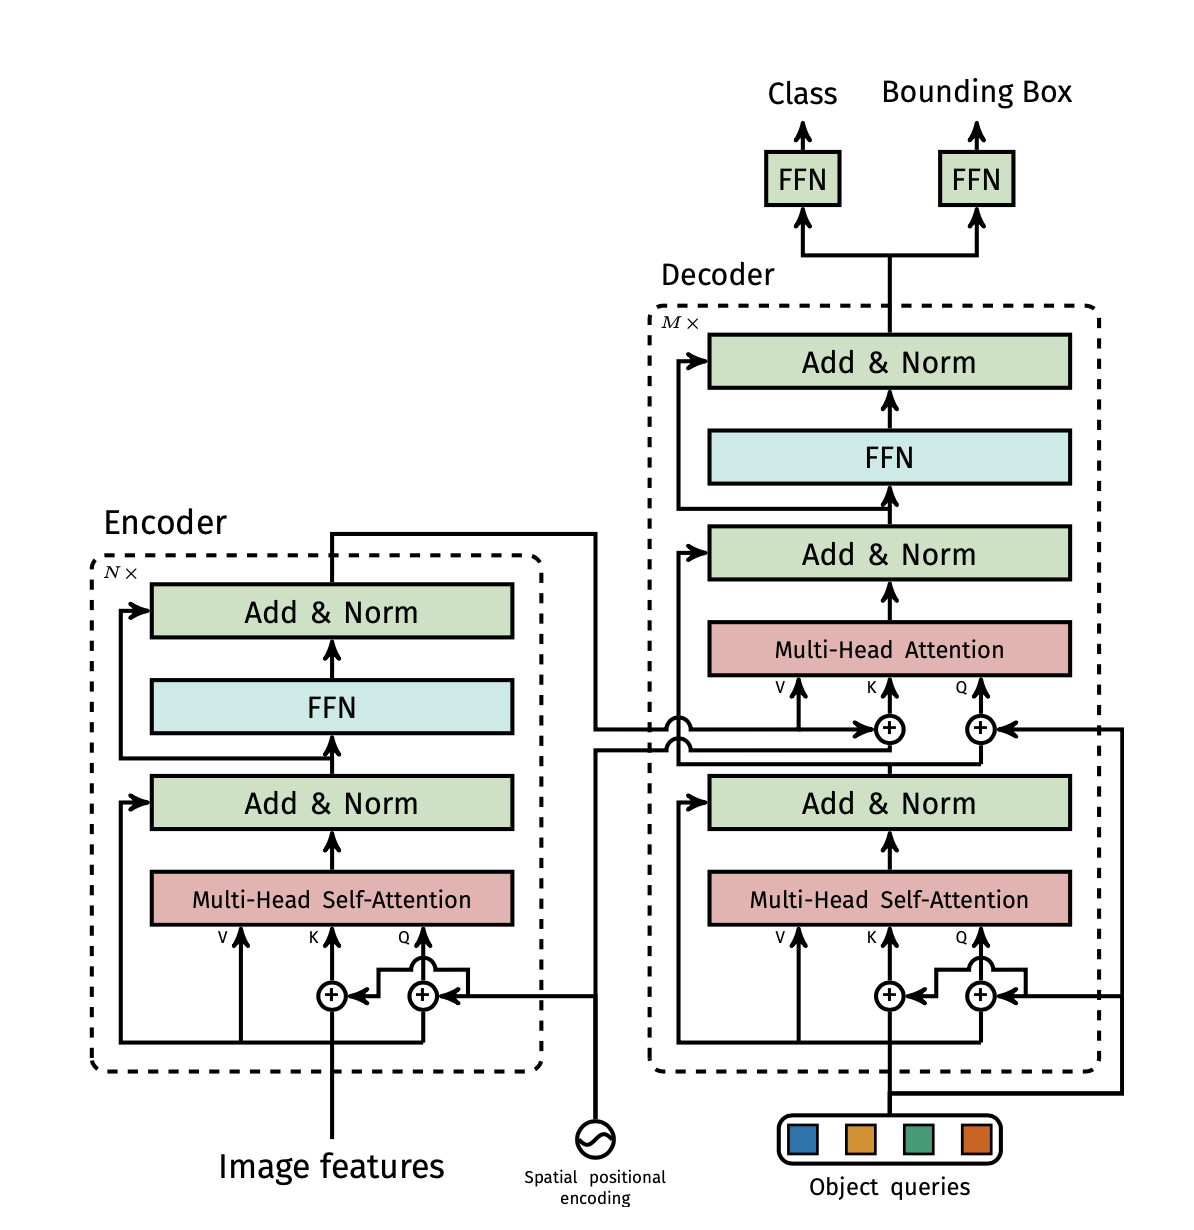 Class
Bounding Box
FFN
FFN
Decoder
M ×
Add & Norm
FFN
Add & Norm
Multi-Head Attention
V
K
Q
+
+
Add & Norm
Multi-Head Self-Attention
V
K
Q
+
+
Object queries
Encoder
N ×
Add & Norm
FFN
Add & Norm
Multi-Head Self-Attention
V
K
Q
+
+
Image features
Spatial positional
encoding